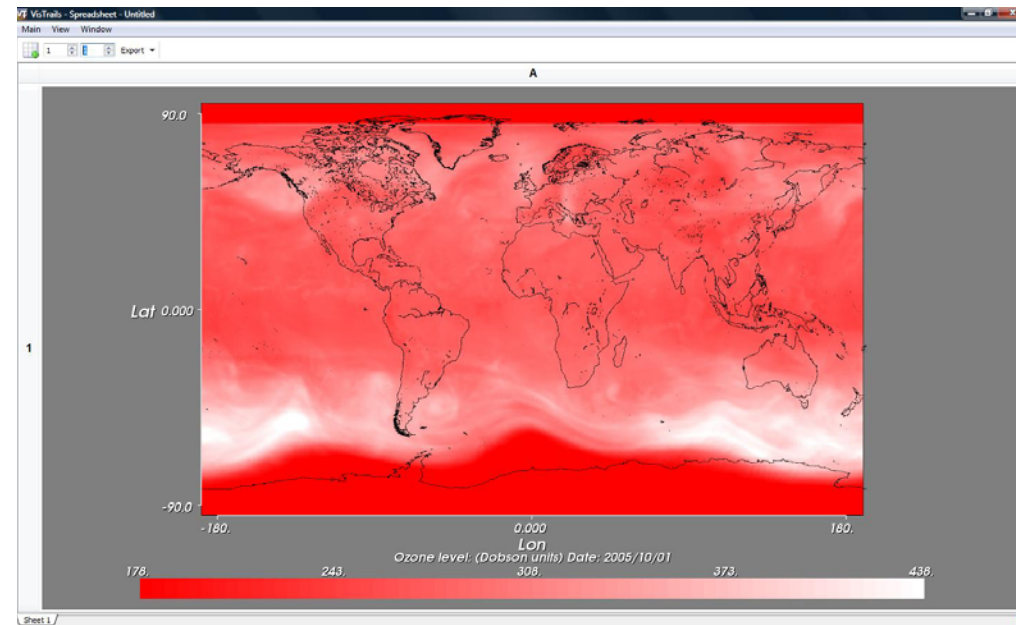 VisTrails - Spreadsheet - Untitled
Main View Window
1 Export
A
90.0
Lat 0.000
1
-90.0
-180. 0.000 180.
Lon
Ozone level: (Dobson units) Date: 2005/10/01
178. 243. 308. 373. 438.
Sheet 1